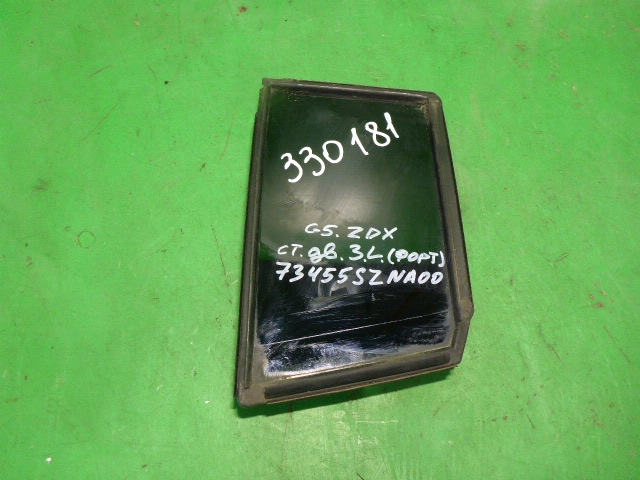 330181
G5. ZDX
ст. дв. З.L. (форт)
73455SZNA00